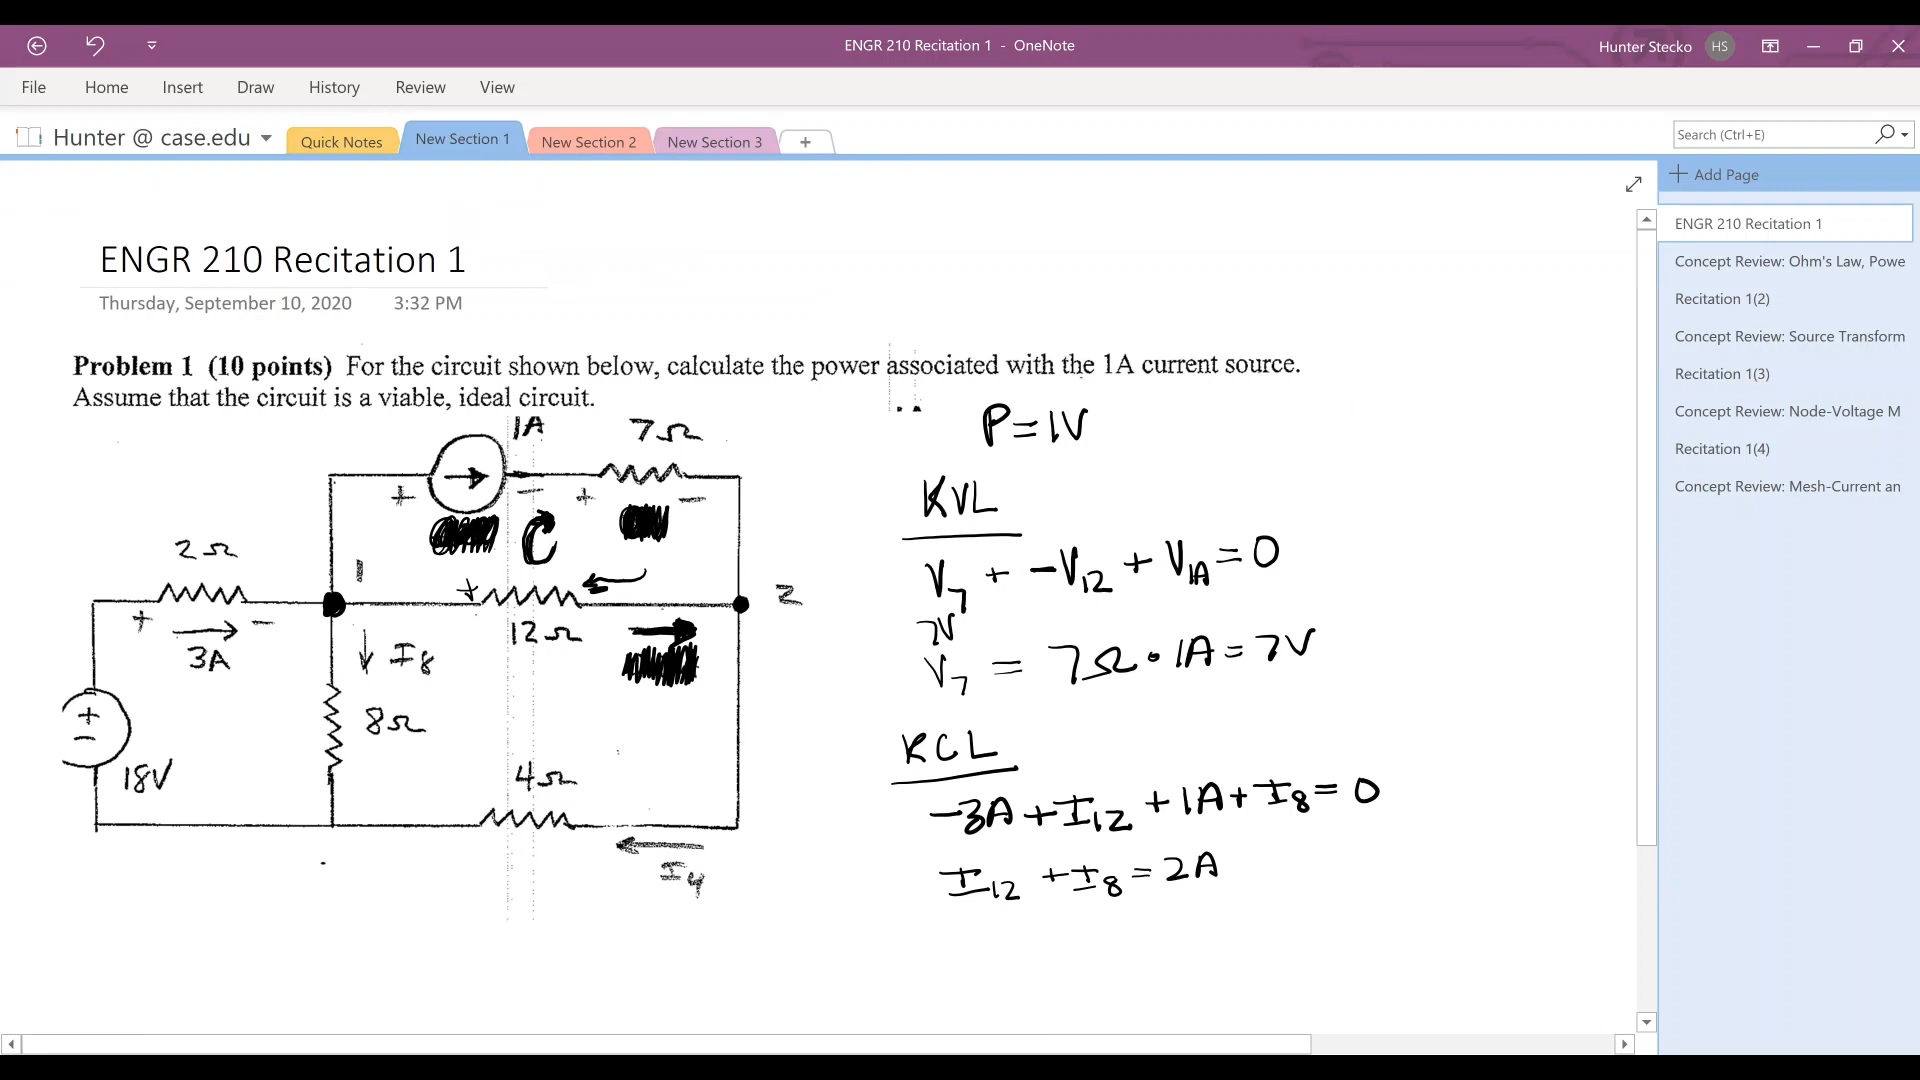 ENGR 210 Recitation 1 - OneNote
Hunter Stecko HS
File Home Insert Draw History Review View
Hunter @ case.edu Quick Notes New Section 1 New Section 2 New Section 3 +
Search (Ctrl+E)
Add Page
ENGR 210 Recitation 1
Concept Review: Ohm's Law, Powe
Recitation 1(2)
Concept Review: Source Transform
Recitation 1(3)
Concept Review: Node-Voltage M
Recitation 1(4)
Concept Review: Mesh-Current an
ENGR 210 Recitation 1
Thursday, September 10, 2020 3:32 PM
Problem 1 (10 points) For the circuit shown below, calculate the power associated with the 1A current source.
Assume that the circuit is a viable, ideal circuit.
1A 7Ω
+ - + -
2Ω
1
+ -
3A
+
12Ω
2
I8
8Ω
+
-
18V
4Ω
I4
P=1V
KVL
V7 + -V12 + V1A = 0
7V
V7 = 7Ω · 1A = 7V
KCL
-3A + I12 + 1A + I8 = 0
I12 + I8 = 2A